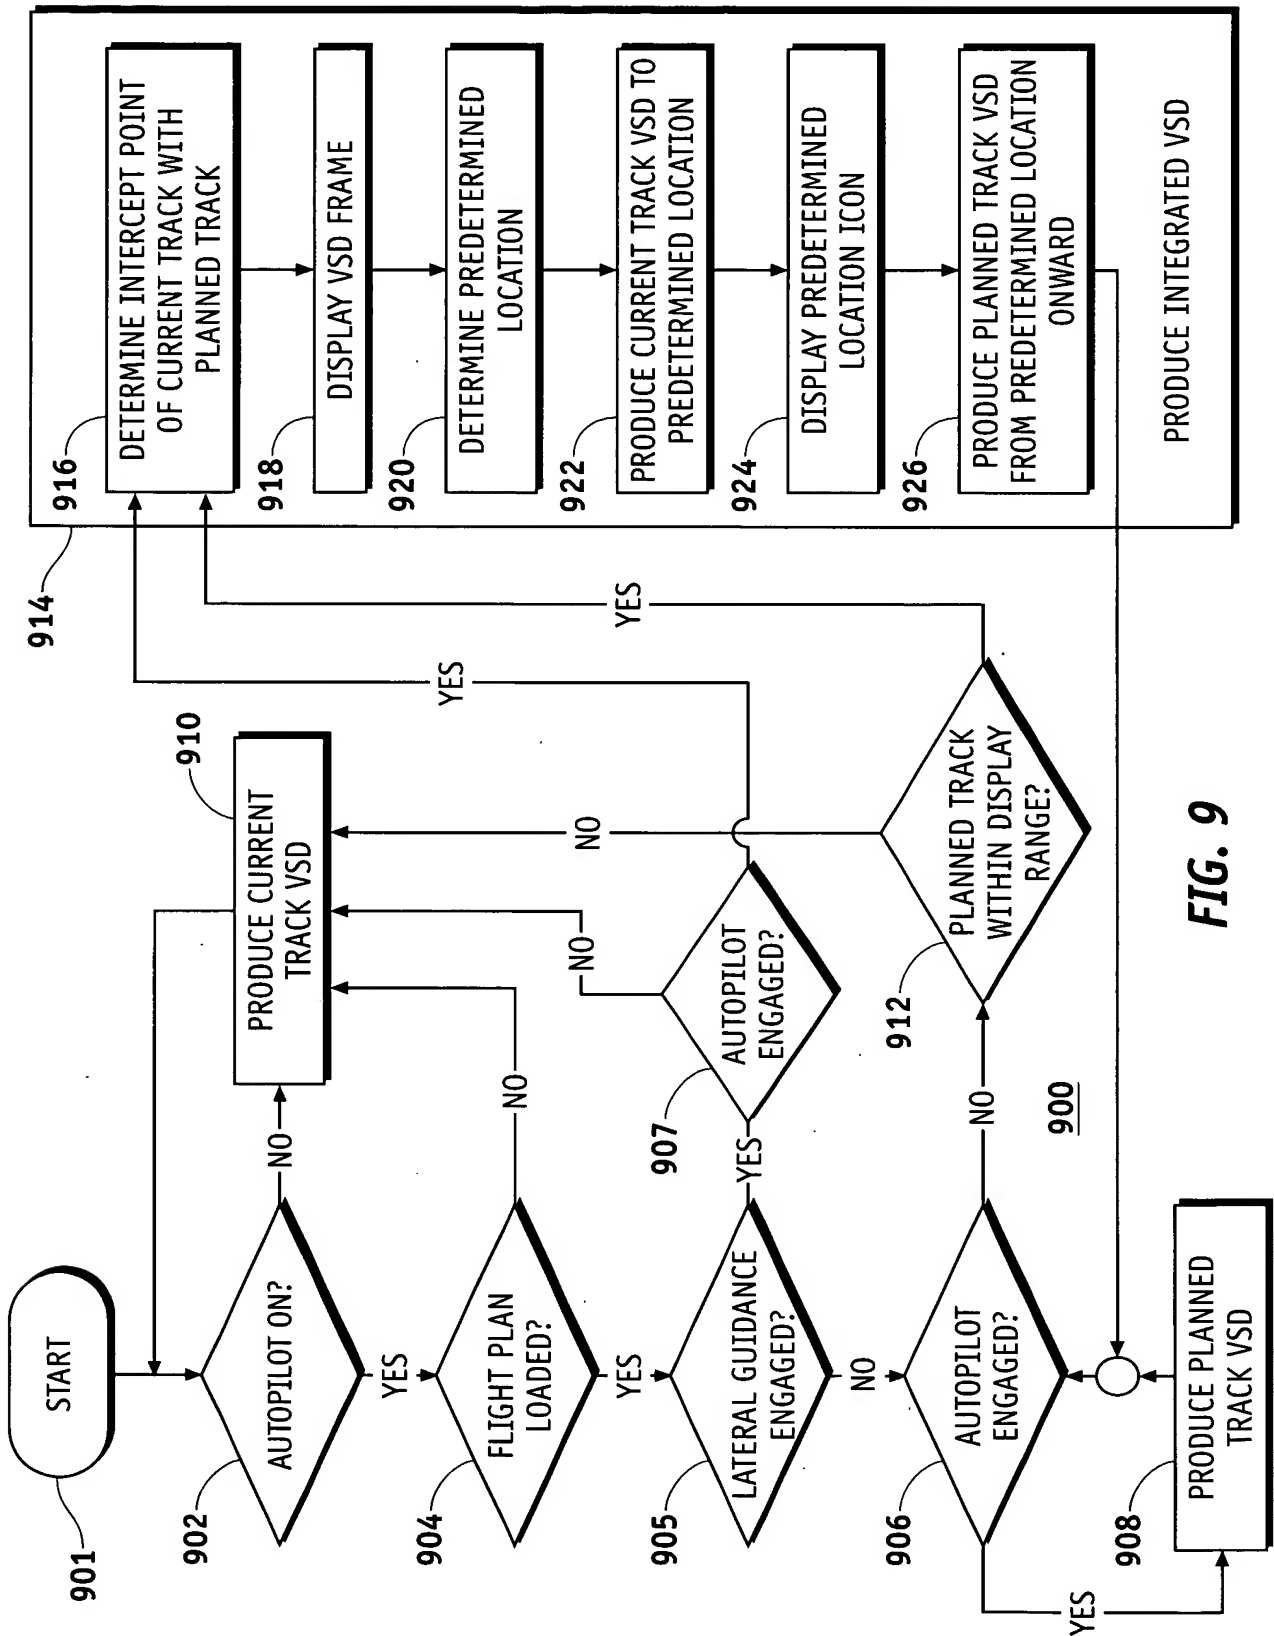 901
START
902
AUTOPILOT ON?
NO
YES
904
FLIGHT PLAN
LOADED?
NO
YES
905
LATERAL GUIDANCE
ENGAGED?
YES
NO
906
AUTOPILOT
ENGAGED?
NO
YES
908
PRODUCE PLANNED
TRACK VSD
907
AUTOPILOT
ENGAGED?
NO
YES
910
PRODUCE CURRENT
TRACK VSD
912
PLANNED TRACK
WITHIN DISPLAY
RANGE?
NO
YES
914
916
DETERMINE INTERCEPT POINT
OF CURRENT TRACK WITH
PLANNED TRACK
918
DISPLAY VSD FRAME
920
DETERMINE PREDETERMINED
LOCATION
922
PRODUCE CURRENT TRACK VSD TO
PREDETERMINED LOCATION
924
DISPLAY PREDETERMINED
LOCATION ICON
926
PRODUCE PLANNED TRACK VSD
FROM PREDETERMINED LOCATION
ONWARD
PRODUCE INTEGRATED VSD
900
FIG. 9